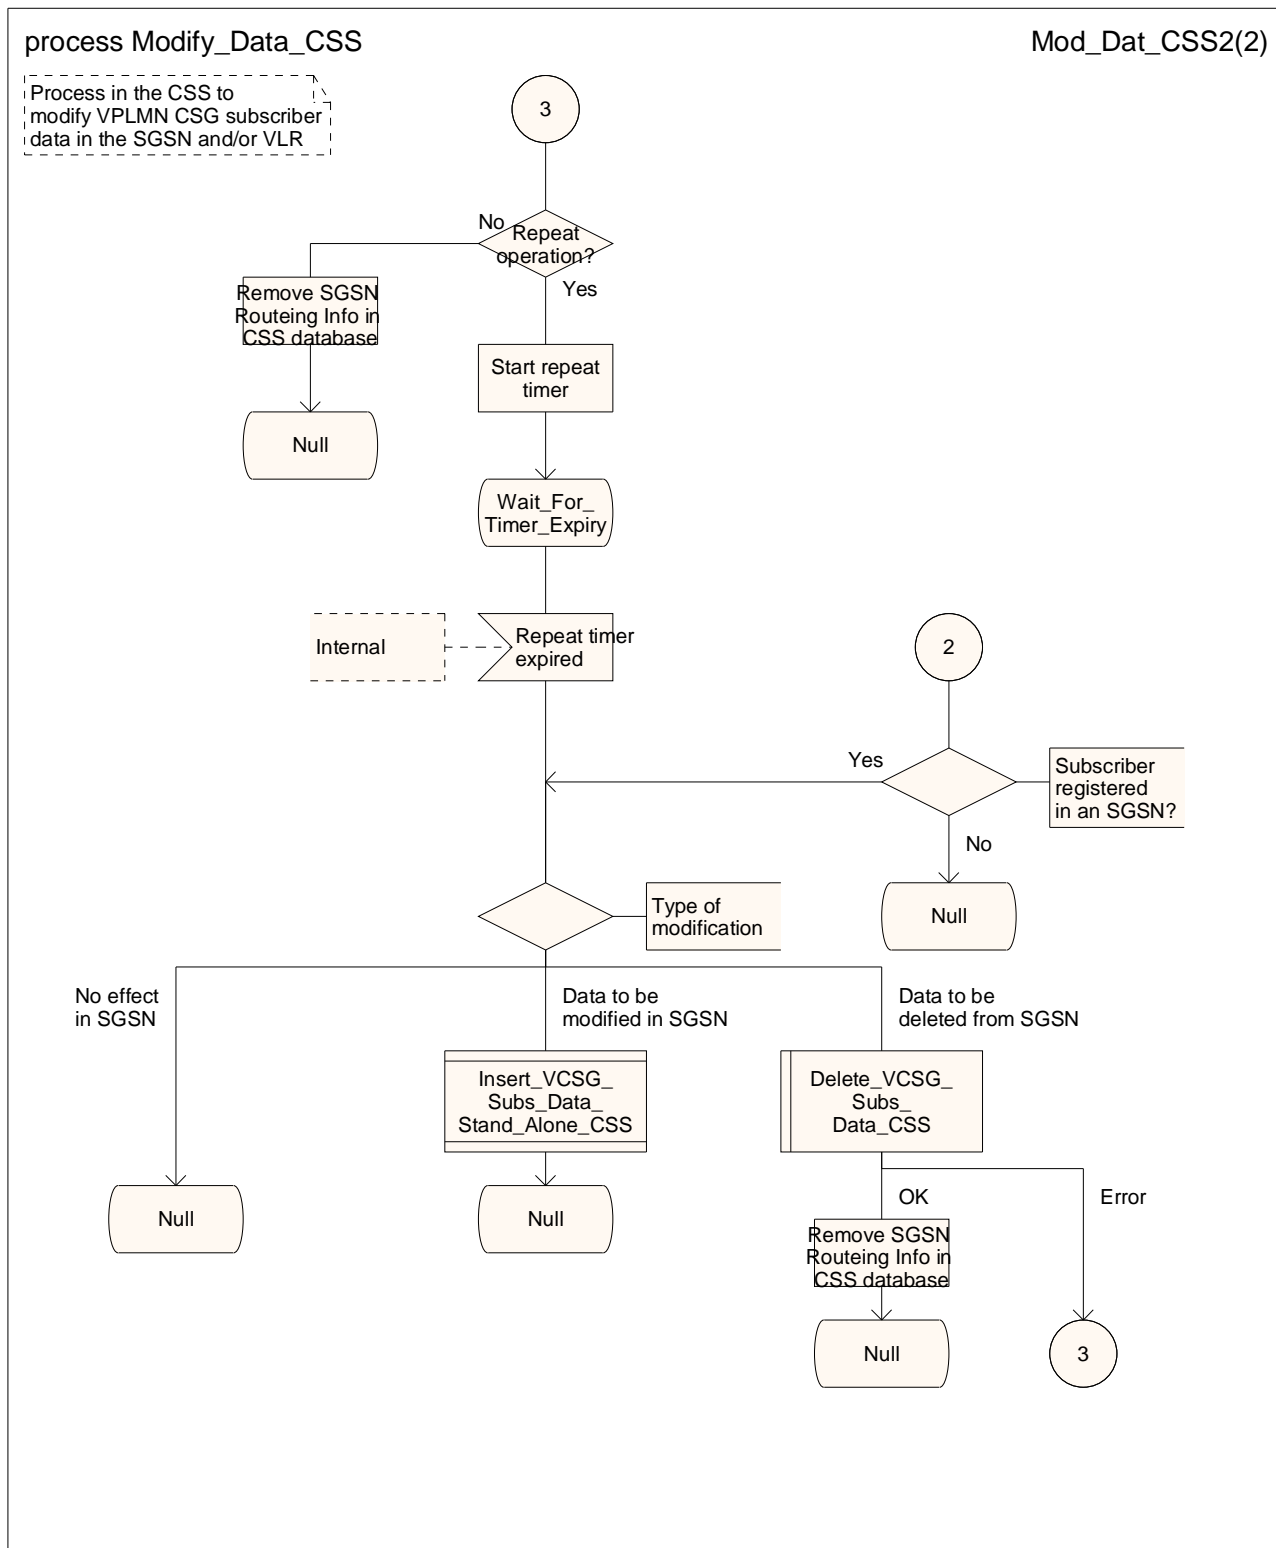 process Modify_Data_CSS
Mod_Dat_CSS2(2)
Process in the CSS to
modify VPLMN CSG subscriber
data in the SGSN and/or VLR
3
No
Repeat
operation?
Yes
Remove SGSN
Routeing Info in
CSS database
Start repeat
timer
Null
Wait_For_
Timer_Expiry
Internal
Repeat timer
expired
2
Yes
Subscriber
registered
in an SGSN?
No
Null
Type of
modification
No effect
in SGSN
Data to be
modified in SGSN
Data to be
deleted from SGSN
Insert_VCSG_
Subs_Data_
Stand_Alone_CSS
Delete_VCSG_
Subs_
Data_CSS
Null
Null
OK
Error
Remove SGSN
Routeing Info in
CSS database
Null
3